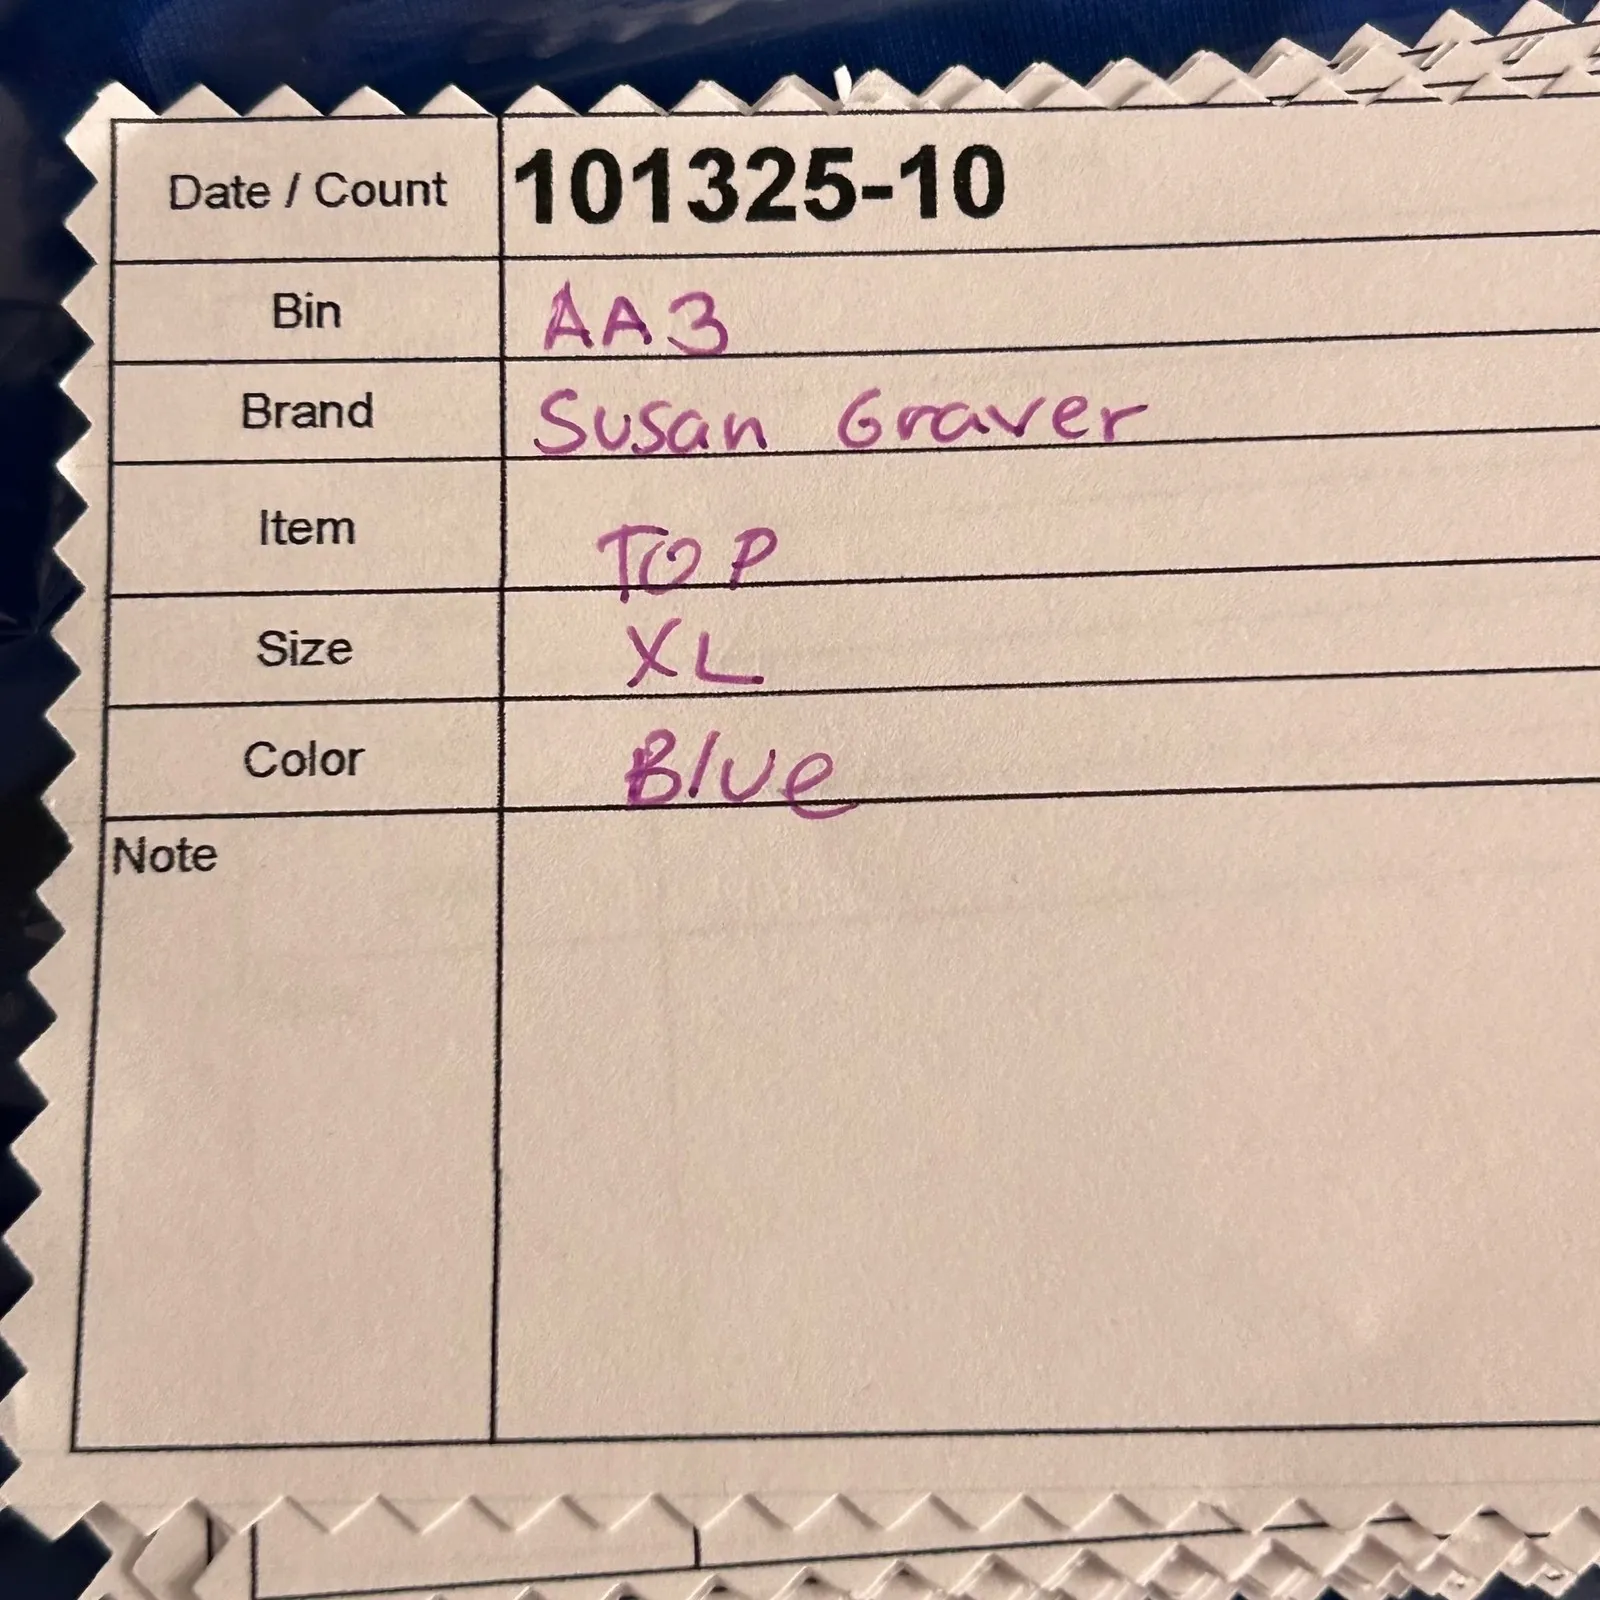 Date / Count 101325-10
Bin AA3
Brand Susan Graver
Item TOP
Size XL
Color Blue
Note